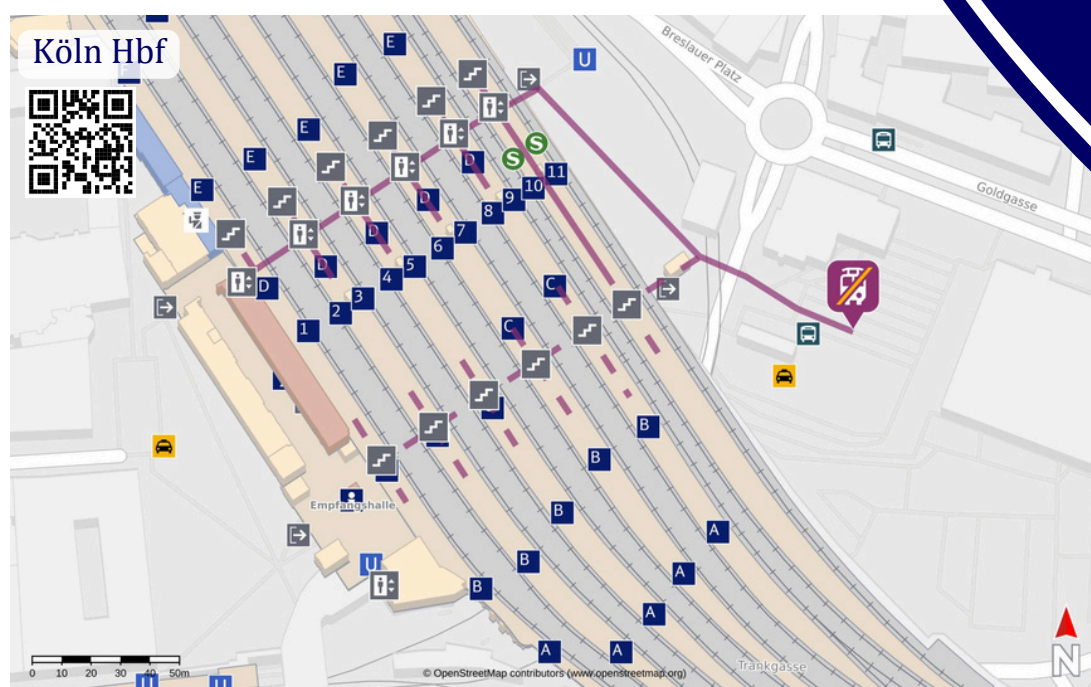 Köln Hbf
E
E
E
E
E
U
Breslauer Platz
Goldgasse
S
S
D
D
D
D
D
11
10
9
8
7
6
5
4
3
2
1
C
C
B
B
B
B
B
A
A
A
A
A
Empfangshalle
U
Trankgasse
0 10 20 30 40 50m
© OpenStreetMap contributors (www.openstreetmap.org)
N